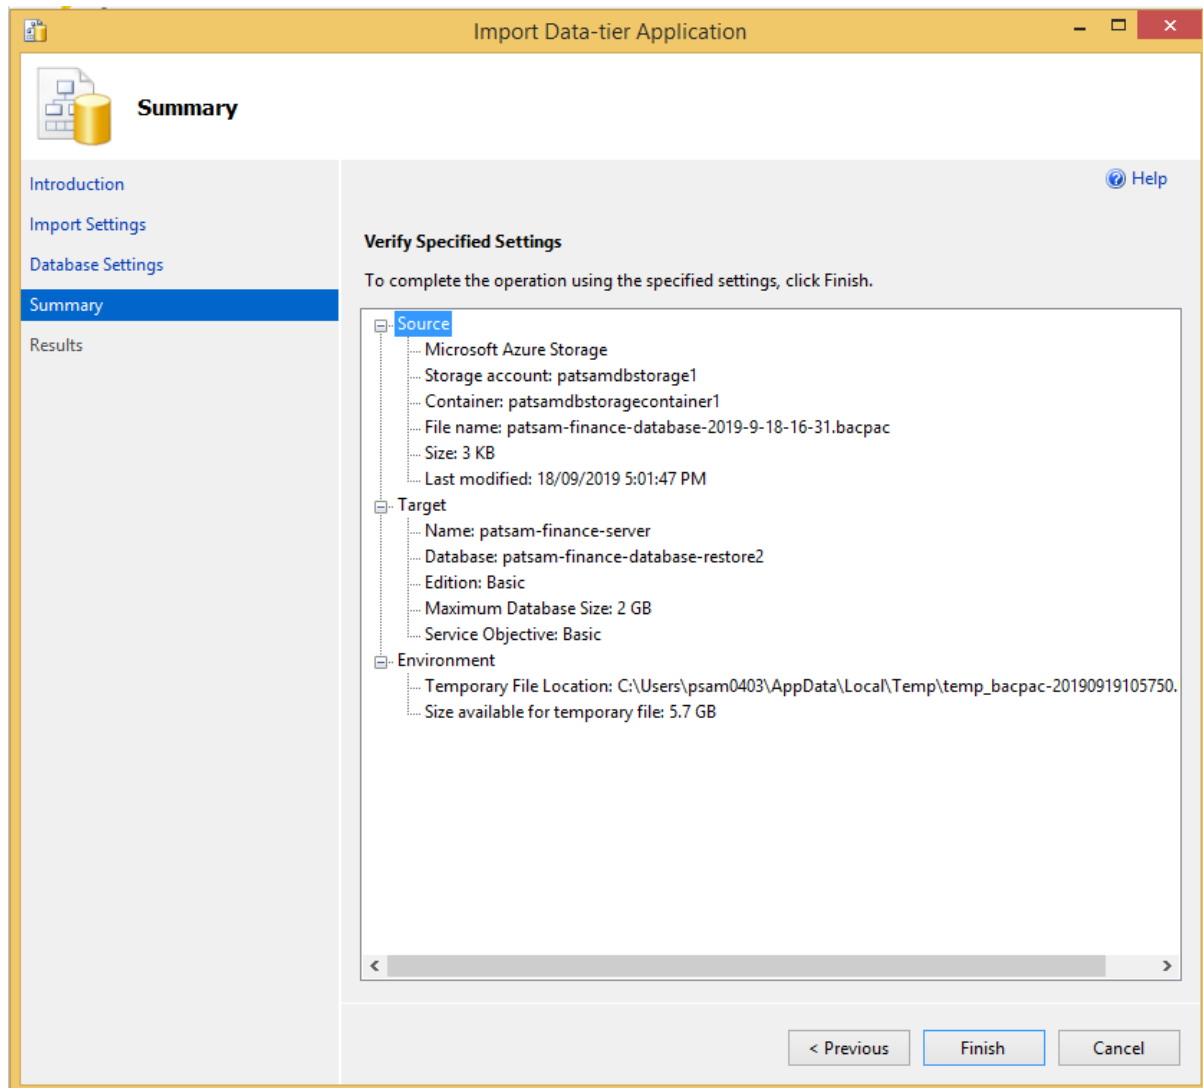 Import Data-tier Application
Summary
Introduction
Import Settings
Database Settings
Summary
Results
Help
Verify Specified Settings
To complete the operation using the specified settings, click Finish.
Source
Microsoft Azure Storage
Storage account: patsamdbstorage1
Container: patsamdbstoragecontainer1
File name: patsam-finance-database-2019-9-18-16-31.bacpac
Size: 3 KB
Last modified: 18/09/2019 5:01:47 PM
Target
Name: patsam-finance-server
Database: patsam-finance-database-restore2
Edition: Basic
Maximum Database Size: 2 GB
Service Objective: Basic
Environment
Temporary File Location: C:\Users\psam0403\AppData\Local\Temp\temp_bacpac-20190919105750.
Size available for temporary file: 5.7 GB
< Previous
Finish
Cancel